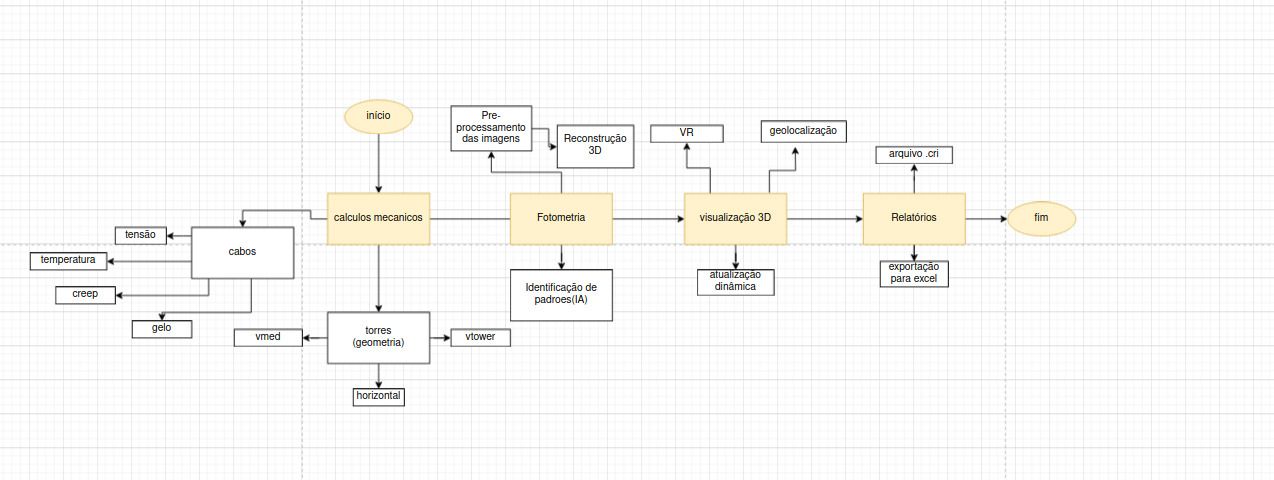 início
Pre-
processamento
das imagens
Reconstrução
3D
VR
geolocalização
arquivo .cri
calculos mecanicos
Fotometria
visualização 3D
Relatórios
fim
tensão
temperatura
creep
gelo
cabos
Identificação de
padroes(IA)
atualização
dinâmica
exportação
para excel
vmed
torres
(geometria)
vtower
horizontal